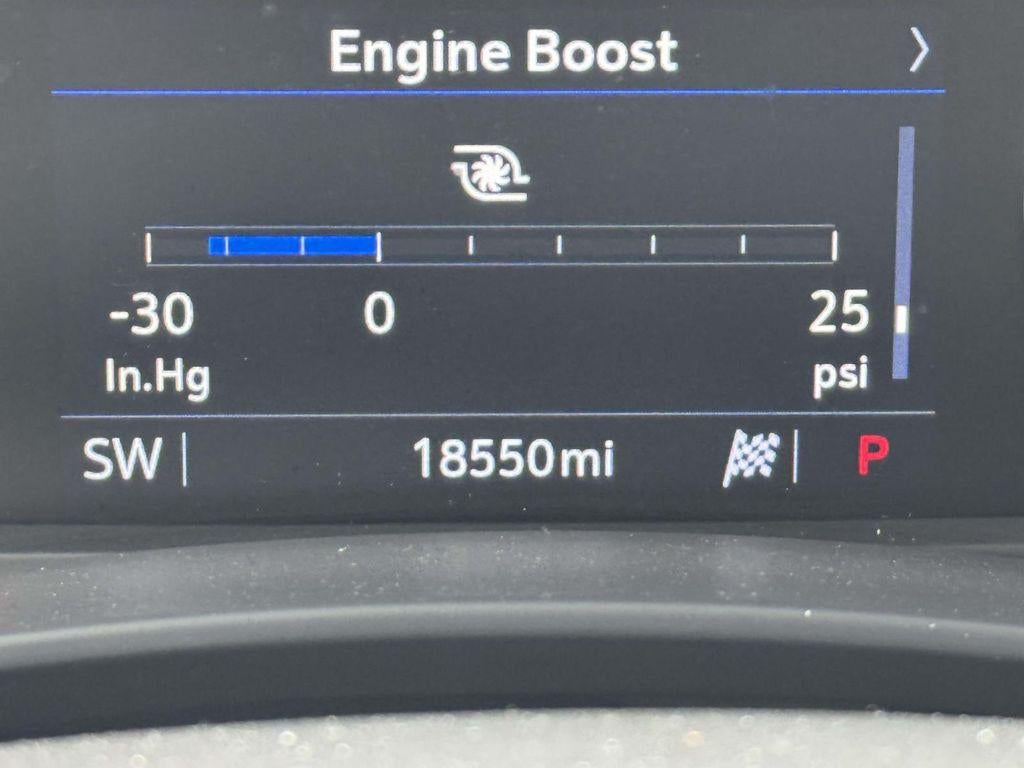 Engine Boost
-30 0 25
In.Hg psi
SW 18550mi P